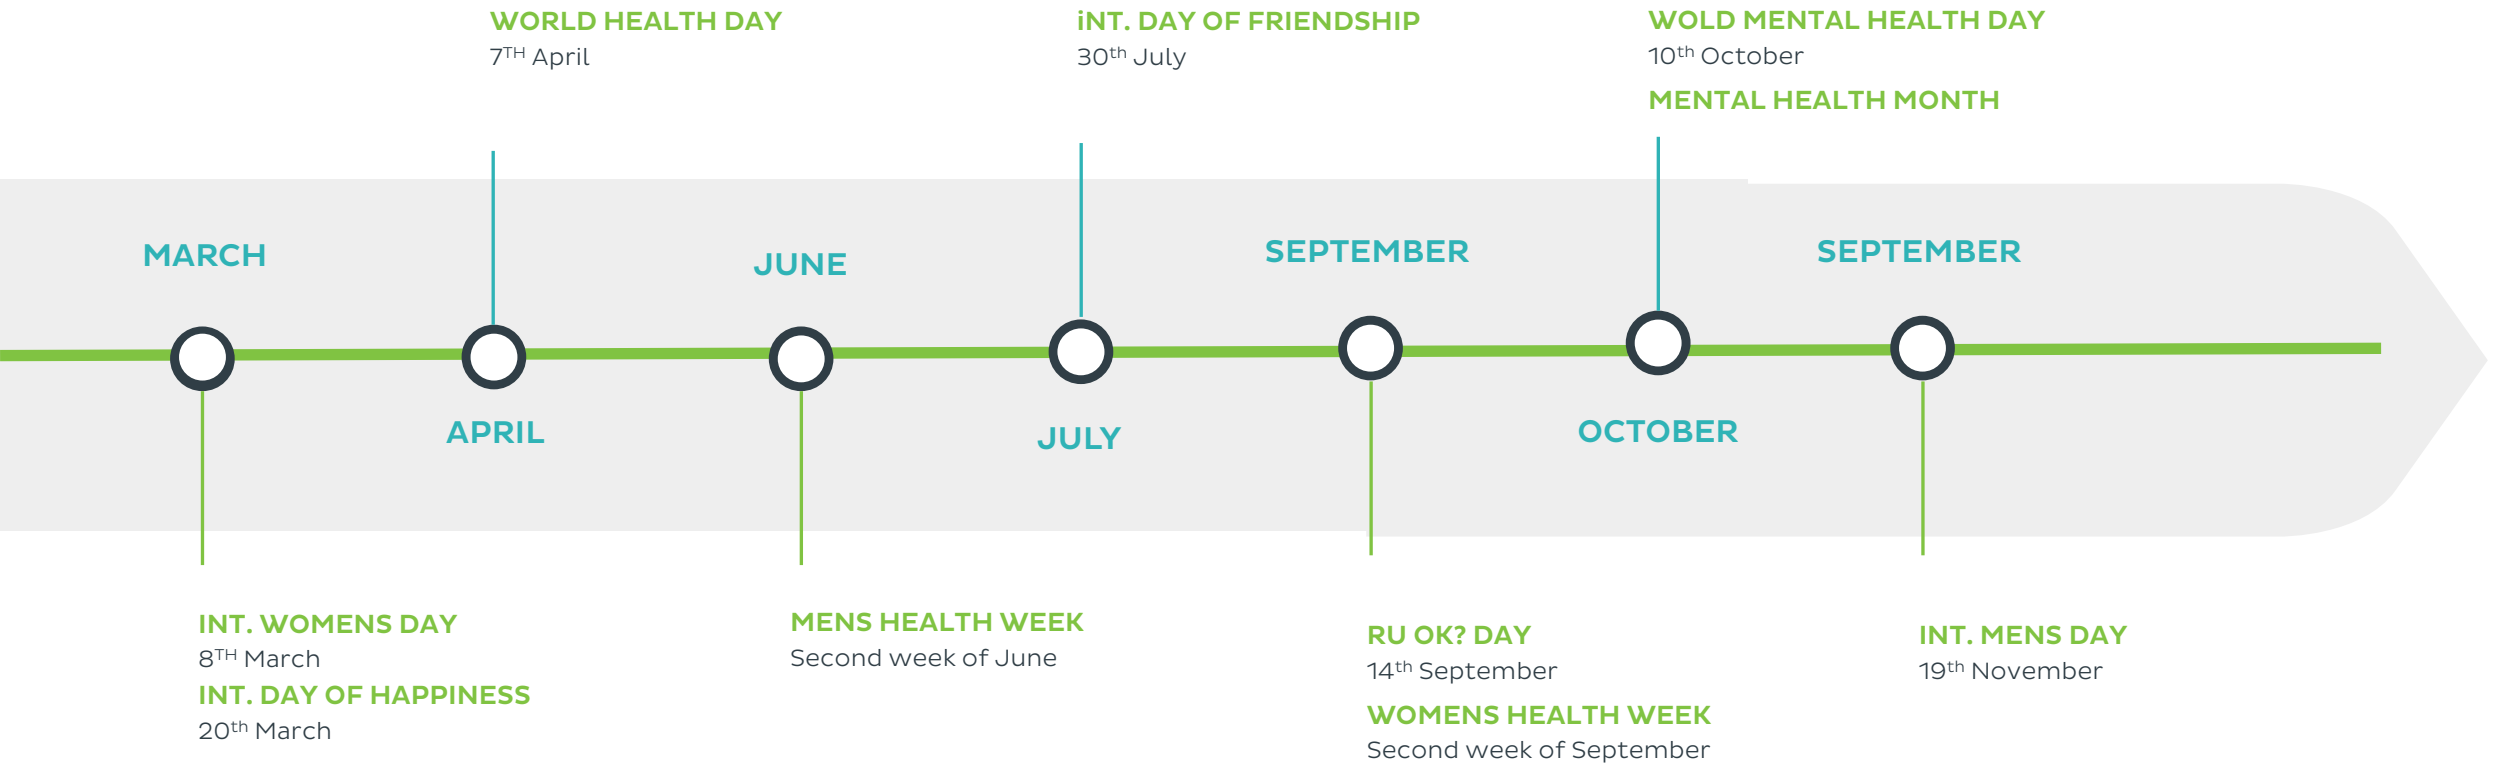 WORLD HEALTH DAY
7TH April
iNT. DAY OF FRIENDSHIP
30th July
WOLD MENTAL HEALTH DAY
10th October
MENTAL HEALTH MONTH
MARCH
JUNE
SEPTEMBER
SEPTEMBER
APRIL
JULY
OCTOBER
INT. WOMENS DAY
8TH March
INT. DAY OF HAPPINESS
20th March
MENS HEALTH WEEK
Second week of June
RU OK? DAY
14th September
WOMENS HEALTH WEEK
Second week of September
INT. MENS DAY
19th November